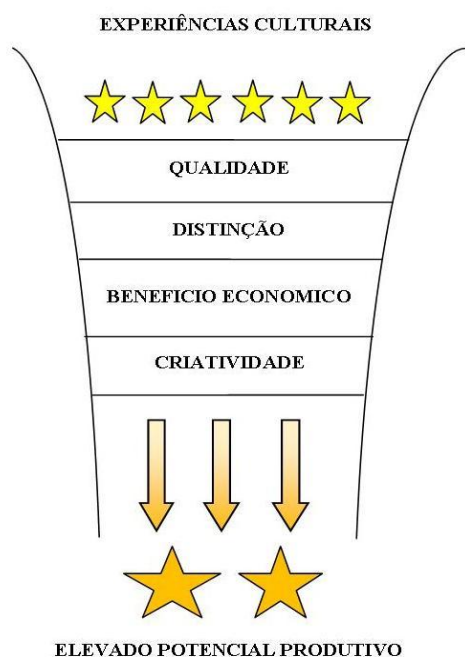 EXPERIÊNCIAS CULTURAIS
QUALIDADE
DISTINÇÃO
BENEFICIO ECONOMICO
CRIATIVIDADE
ELEVADO POTENCIAL PRODUTIVO